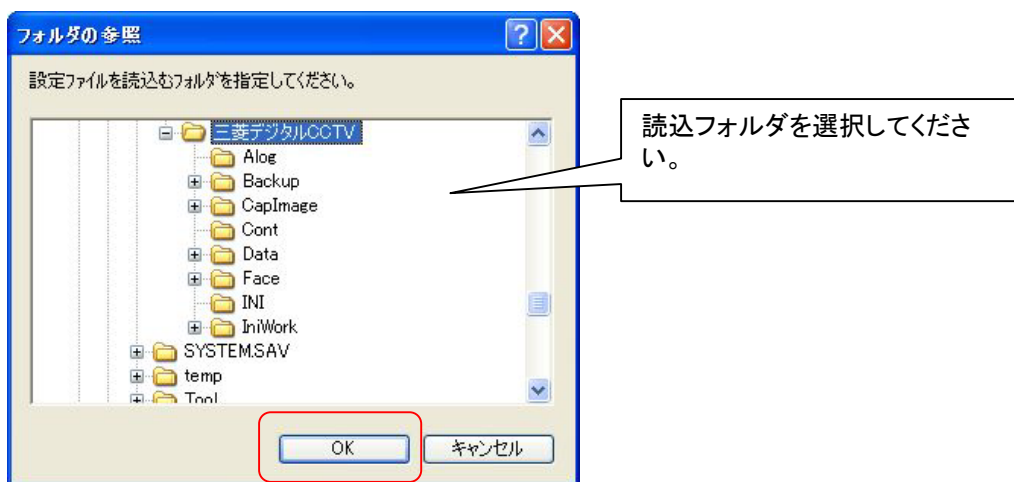 フォルダの参照
設定ファイルを読込むフォルダを指定してください。
三菱デジタルCCTV
Alog
Backup
CapImage
Cont
Data
Face
INI
IniWork
SYSTEM.SAV
temp
Tool
OK
キャンセル
読込フォルダを選択してくださ
い。